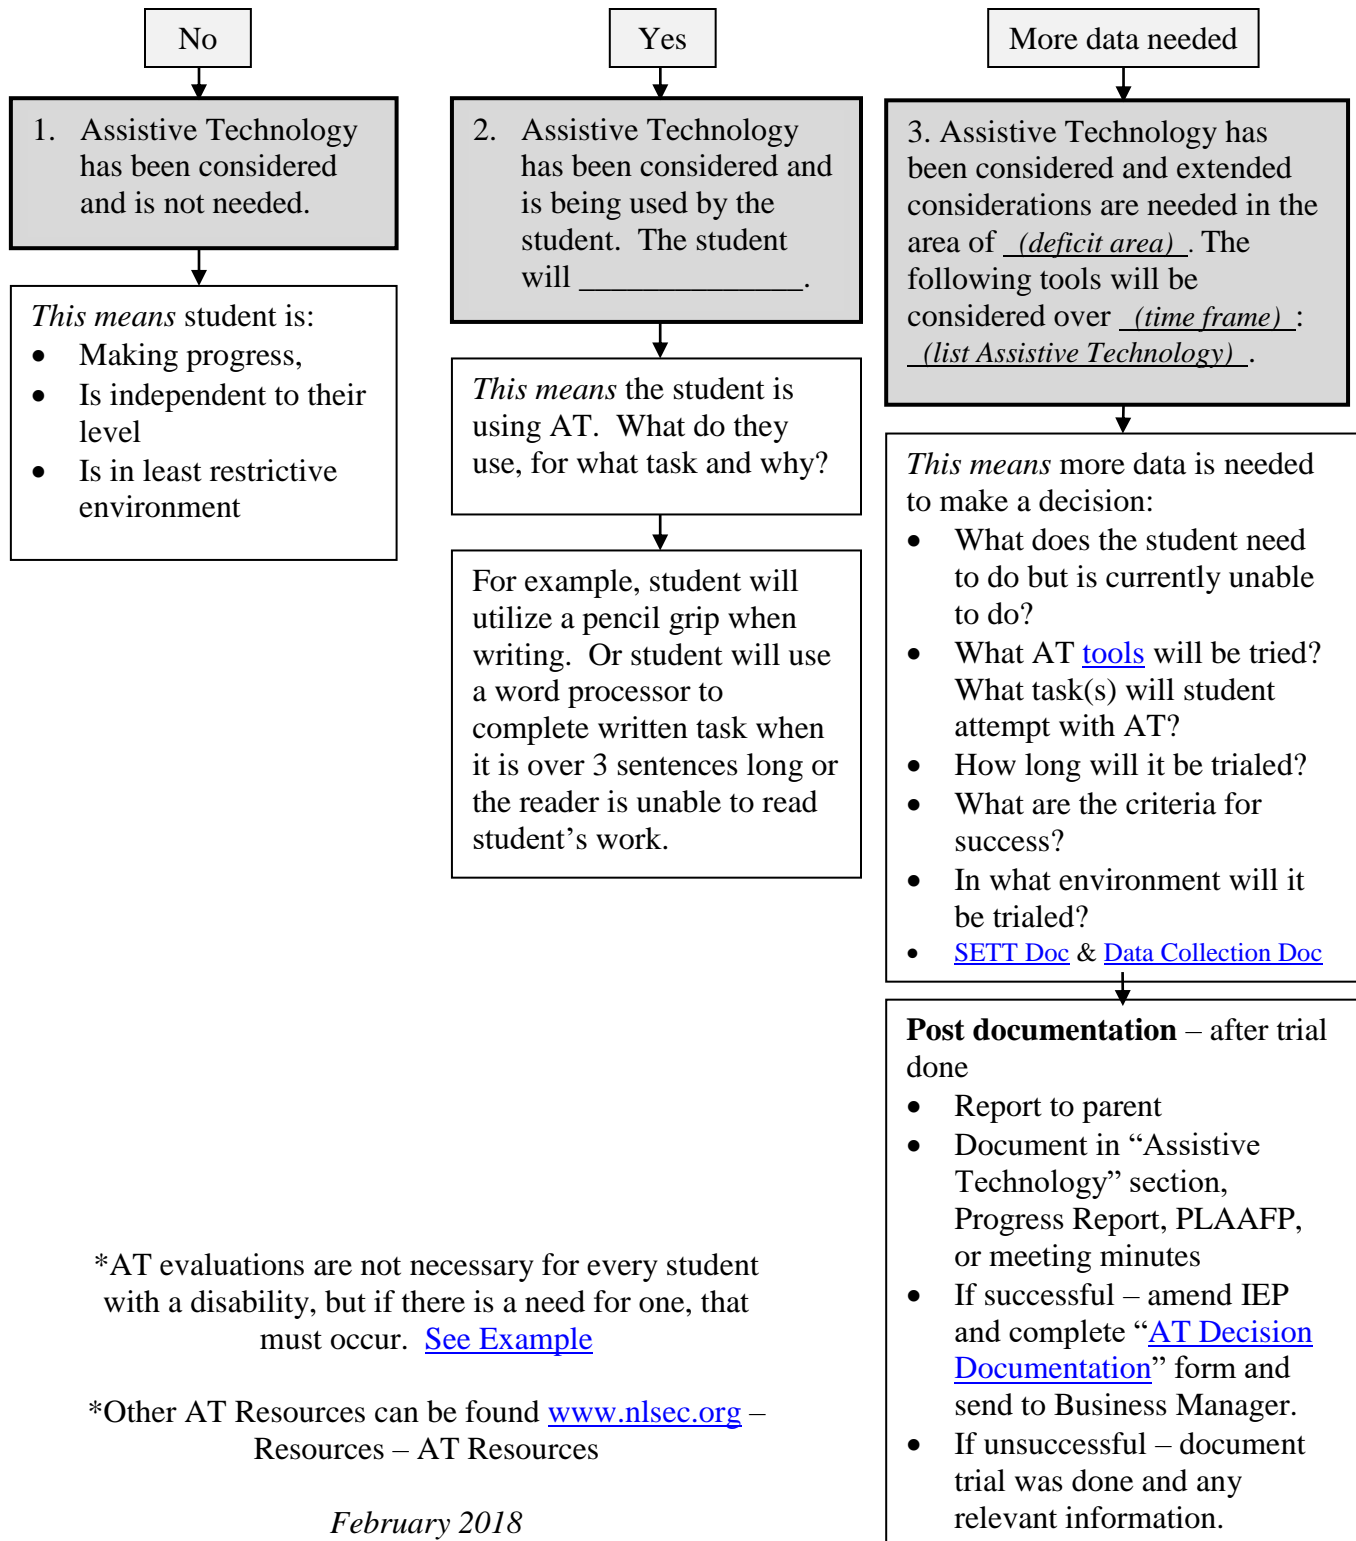 No
1. Assistive Technology
has been considered
and is not needed.
This means student is:
• Making progress,
• Is independent to their
level
• Is in least restrictive
environment
Yes
2. Assistive Technology
has been considered and
is being used by the
student. The student
will ______________.
This means the student is
using AT. What do they
use, for what task and why?
For example, student will
utilize a pencil grip when
writing. Or student will use
a word processor to
complete written task when
it is over 3 sentences long or
the reader is unable to read
student’s work.
More data needed
3. Assistive Technology has
been considered and extended
considerations are needed in the
area of _(deficit area)_. The
following tools will be
considered over _(time frame)_:
_(list Assistive Technology)_.
This means more data is needed
to make a decision:
• What does the student need
to do but is currently unable
to do?
• What AT tools will be tried?
What task(s) will student
attempt with AT?
• How long will it be trialed?
• What are the criteria for
success?
• In what environment will it
be trialed?
• SETT Doc & Data Collection Doc
Post documentation – after trial
done
• Report to parent
• Document in “Assistive
Technology” section,
Progress Report, PLAAFP,
or meeting minutes
• If successful – amend IEP
and complete “AT Decision
Documentation” form and
send to Business Manager.
• If unsuccessful – document
trial was done and any
relevant information.
*AT evaluations are not necessary for every student
with a disability, but if there is a need for one, that
must occur. See Example
*Other AT Resources can be found www.nlsec.org –
Resources – AT Resources
February 2018